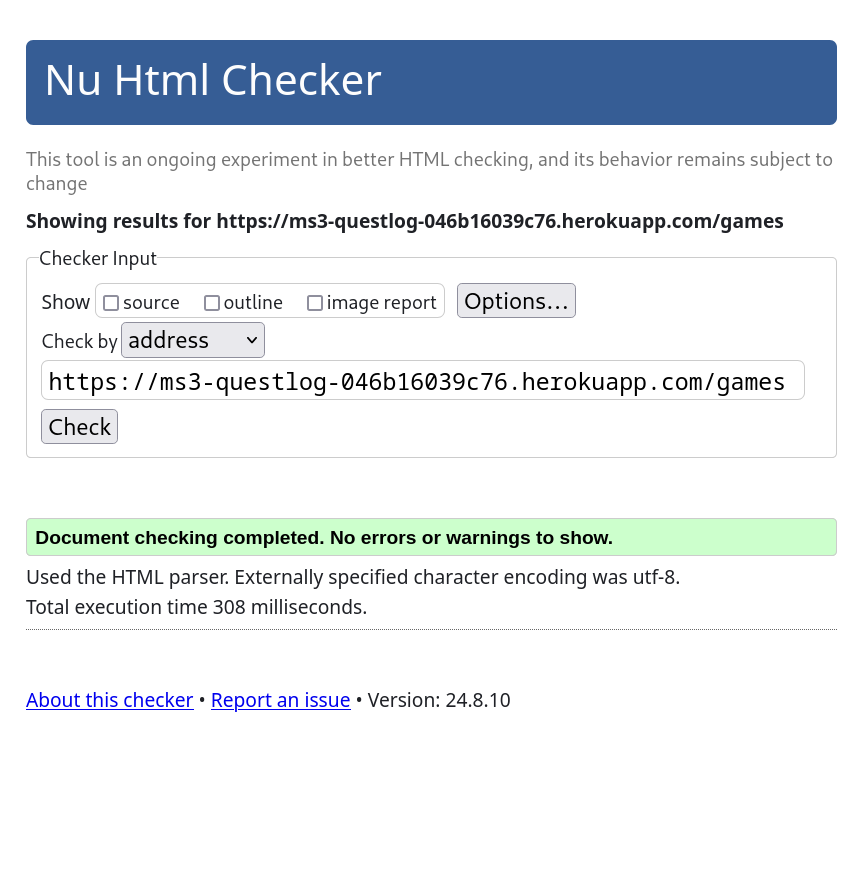 Nu Html Checker
This tool is an ongoing experiment in better HTML checking, and its behavior remains subject to
change
Showing results for https://ms3-questlog-046b16039c76.herokuapp.com/games
Checker Input
Show source outline image report Options...
Check by address
https://ms3-questlog-046b16039c76.herokuapp.com/games
Check
Document checking completed. No errors or warnings to show.
Used the HTML parser. Externally specified character encoding was utf-8.
Total execution time 308 milliseconds.
About this checker • Report an issue • Version: 24.8.10